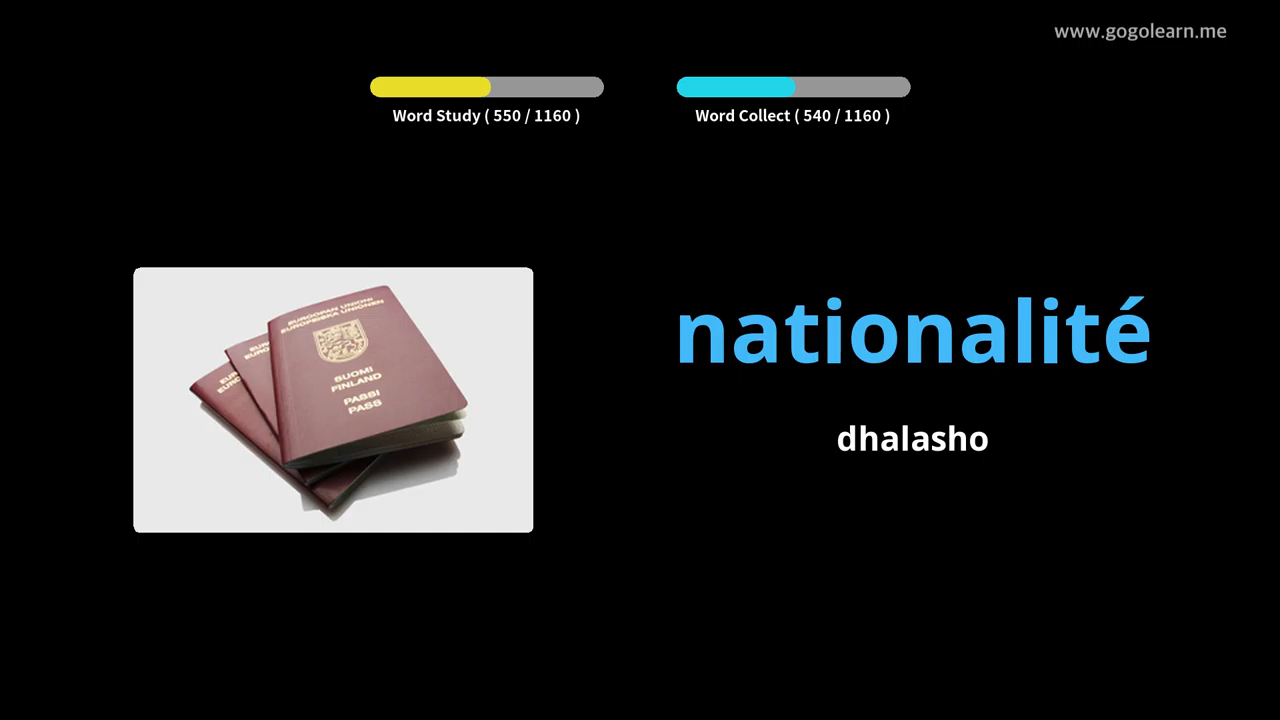 www.gogolearn.me
Word Study ( 550 / 1160 )
Word Collect ( 540 / 1160 )
nationalité
dhalasho
EUROOPAN UNIONI
EUROPEISKA UNIONEN
SUOMI
FINLAND
PASSI
PASS